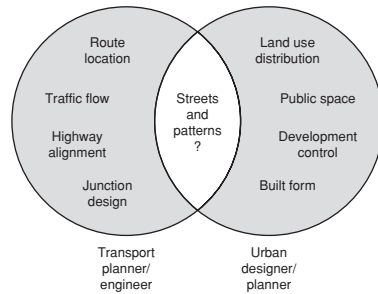 Route
location
Traffic flow
Highway
alignment
Junction
design
Streets
and
patterns
?
Land use
distribution
Public space
Development
control
Built form
Transport
planner/
engineer
Urban
designer/
planner